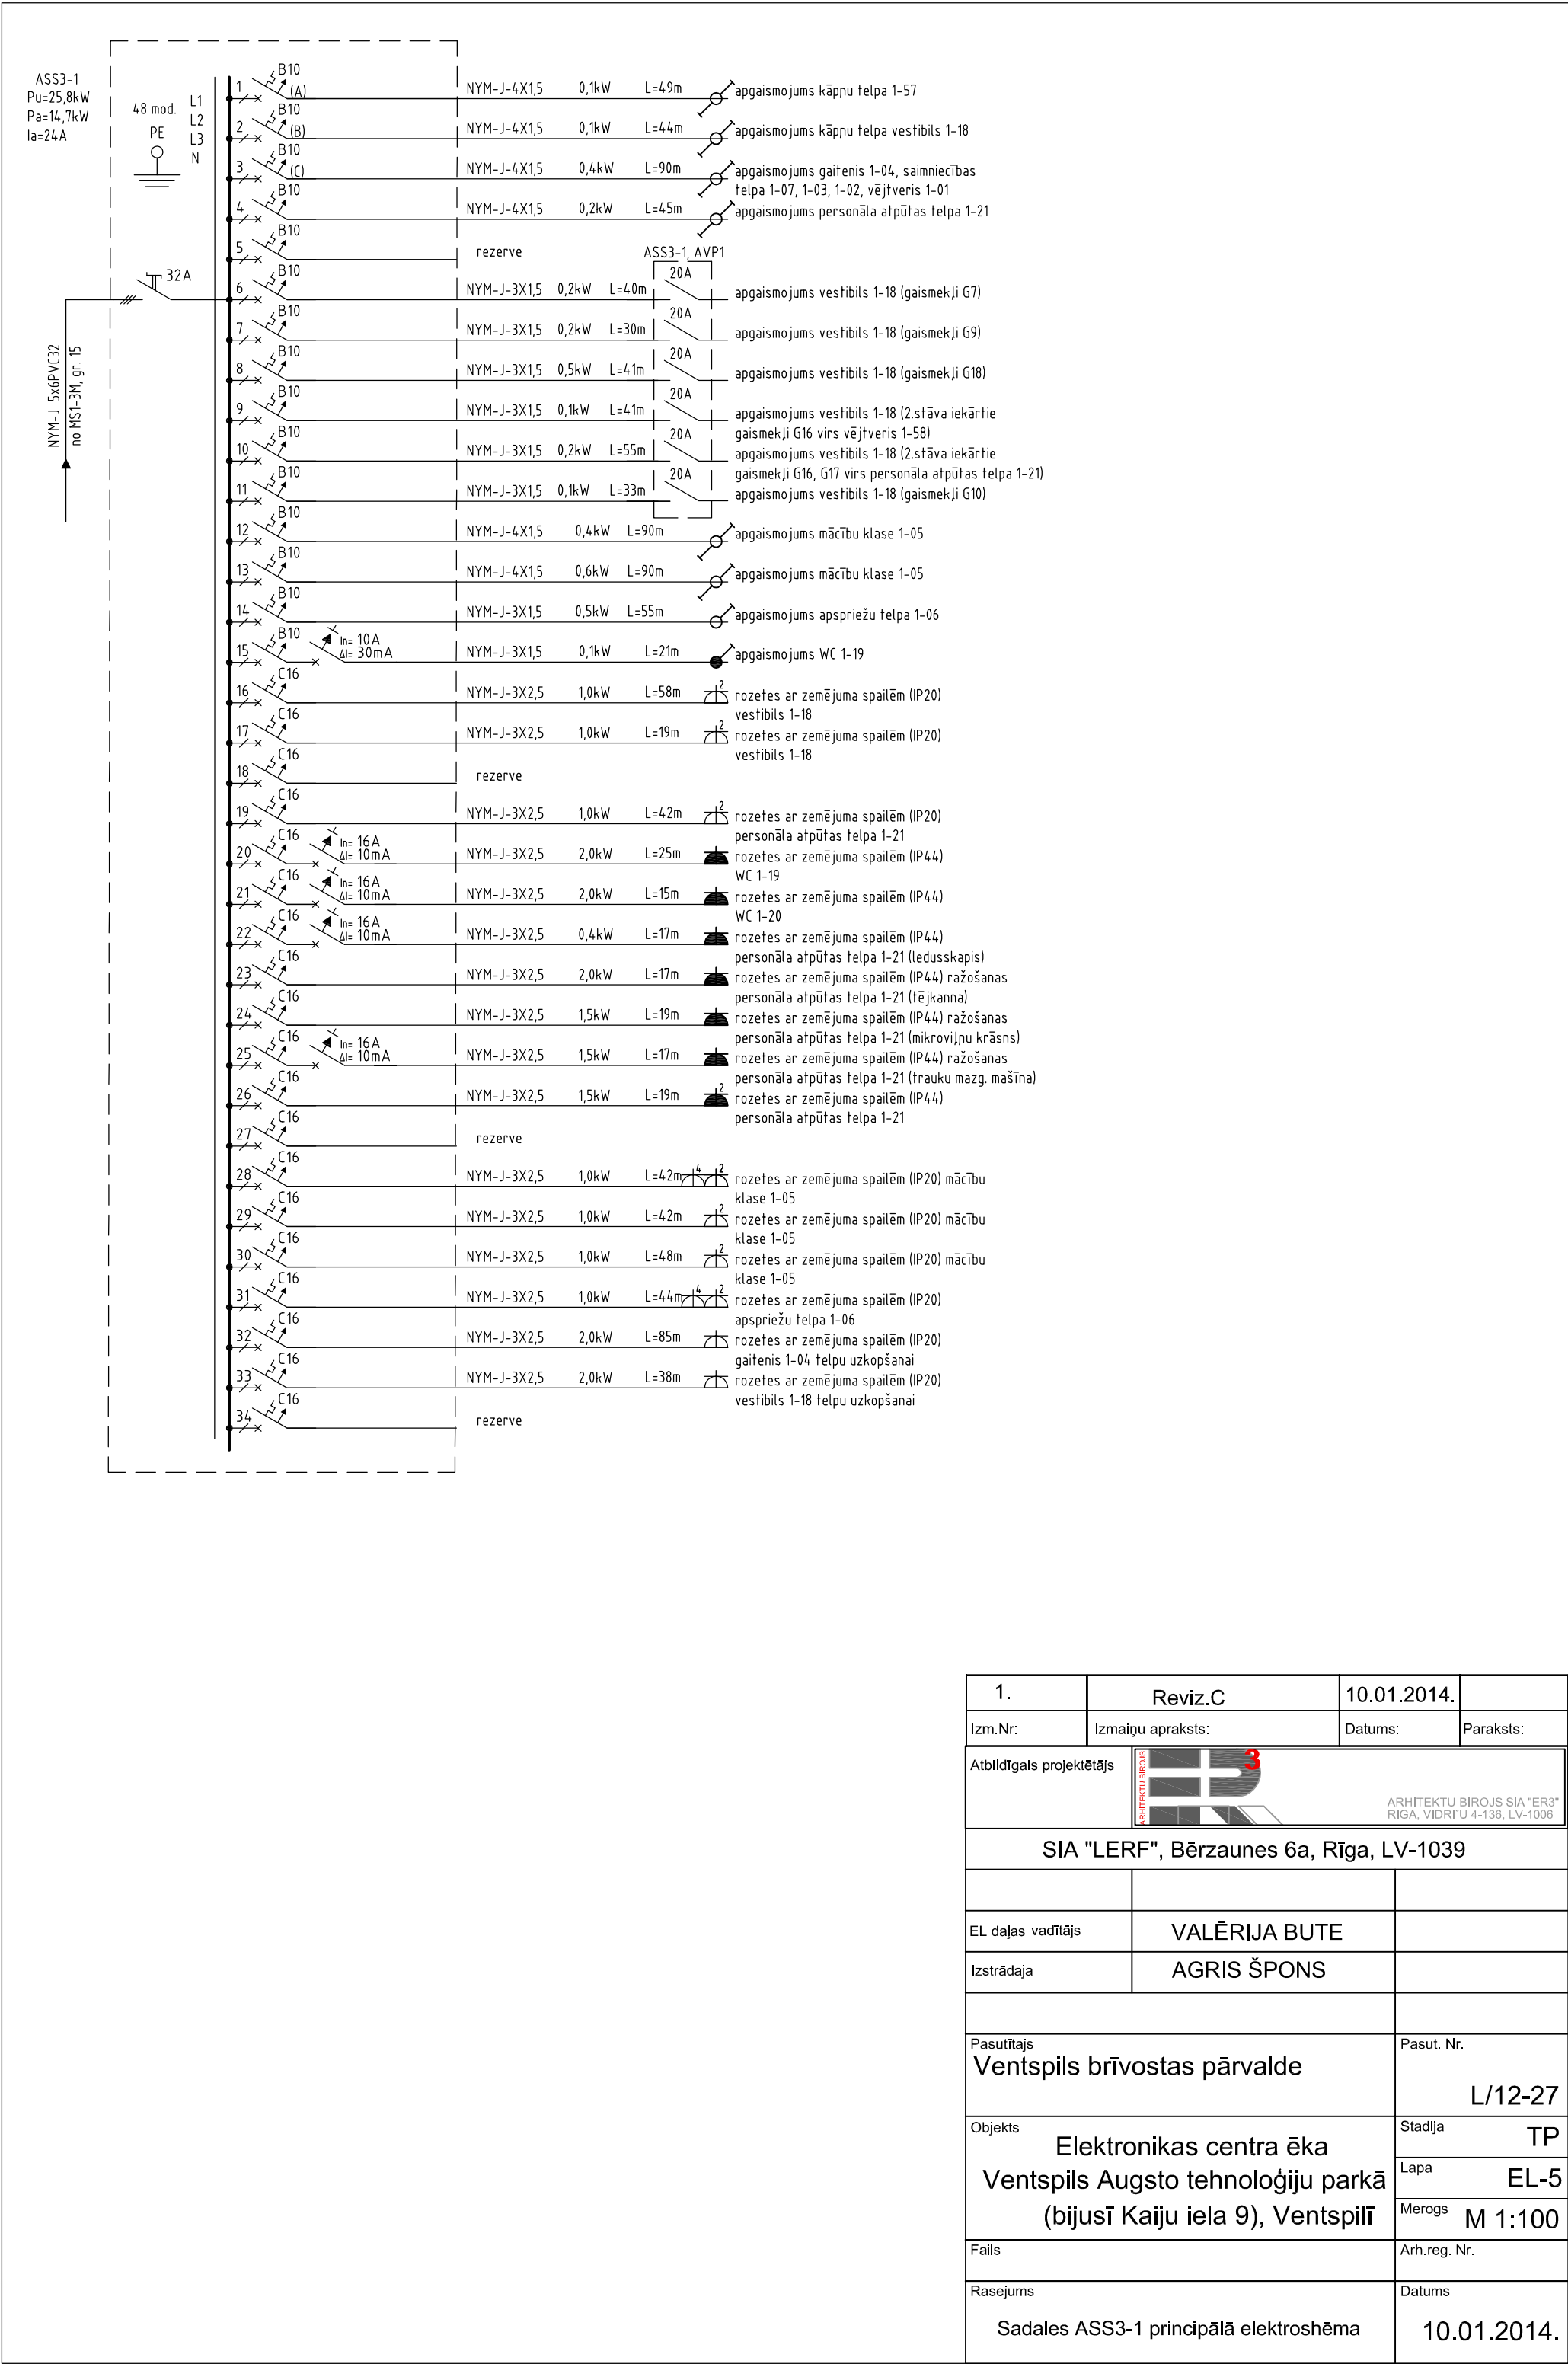 ASS3-1
Pu=25,8kW
Pa=14,7kW
Ia=24A
48 mod.
PE
L1
L2
L3
N
32A
NYM-J 5x6PVC32
no MS1-3M, gr. 15
ASS3-1, AVP1
1 B10 (A) NYM-J-4X1,5 0,1kW L=49m apgaismojums kāpņu telpa 1-57
2 B10 (B) NYM-J-4X1,5 0,1kW L=44m apgaismojums kāpņu telpa vestibils 1-18
3 B10 (C) NYM-J-4X1,5 0,4kW L=90m apgaismojums gaitenis 1-04, saimniecības
telpa 1-07, 1-03, 1-02, vējtveris 1-01
4 B10 NYM-J-4X1,5 0,2kW L=45m apgaismojums personāla atpūtas telpa 1-21
5 B10 rezerve
6 B10 NYM-J-3X1,5 0,2kW L=40m 20A apgaismojums vestibils 1-18 (gaismekļi G7)
7 B10 NYM-J-3X1,5 0,2kW L=30m 20A apgaismojums vestibils 1-18 (gaismekļi G9)
8 B10 NYM-J-3X1,5 0,5kW L=41m 20A apgaismojums vestibils 1-18 (gaismekļi G18)
9 B10 NYM-J-3X1,5 0,1kW L=41m 20A apgaismojums vestibils 1-18 (2.stāva iekārtie
gaismekļi G16 virs vējtveris 1-58)
10 B10 NYM-J-3X1,5 0,2kW L=55m 20A apgaismojums vestibils 1-18 (2.stāva iekārtie
gaismekļi G16, G17 virs personāla atpūtas telpa 1-21)
11 B10 NYM-J-3X1,5 0,1kW L=33m 20A apgaismojums vestibils 1-18 (gaismekļi G10)
12 B10 NYM-J-4X1,5 0,4kW L=90m apgaismojums mācību klase 1-05
13 B10 NYM-J-4X1,5 0,6kW L=90m apgaismojums mācību klase 1-05
14 B10 NYM-J-3X1,5 0,5kW L=55m apgaismojums apspriežu telpa 1-06
15 B10 In= 10A ΔI= 30mA NYM-J-3X1,5 0,1kW L=21m apgaismojums WC 1-19
16 C16 NYM-J-3X2,5 1,0kW L=58m 2 rozetes ar zemējuma spailēm (IP20)
vestibils 1-18
17 C16 NYM-J-3X2,5 1,0kW L=19m 2 rozetes ar zemējuma spailēm (IP20)
vestibils 1-18
18 C16 rezerve
19 C16 NYM-J-3X2,5 1,0kW L=42m 2 rozetes ar zemējuma spailēm (IP20)
personāla atpūtas telpa 1-21
20 C16 In= 16A ΔI= 10mA NYM-J-3X2,5 2,0kW L=25m rozetes ar zemējuma spailēm (IP44)
WC 1-19
21 C16 In= 16A ΔI= 10mA NYM-J-3X2,5 2,0kW L=15m rozetes ar zemējuma spailēm (IP44)
WC 1-20
22 C16 In= 16A ΔI= 10mA NYM-J-3X2,5 0,4kW L=17m rozetes ar zemējuma spailēm (IP44)
personāla atpūtas telpa 1-21 (ledusskapis)
23 C16 NYM-J-3X2,5 2,0kW L=17m rozetes ar zemējuma spailēm (IP44) ražošanas
personāla atpūtas telpa 1-21 (tējkanna)
24 C16 NYM-J-3X2,5 1,5kW L=19m rozetes ar zemējuma spailēm (IP44) ražošanas
personāla atpūtas telpa 1-21 (mikroviļņu krāsns)
25 C16 In= 16A ΔI= 10mA NYM-J-3X2,5 1,5kW L=17m rozetes ar zemējuma spailēm (IP44) ražošanas
personāla atpūtas telpa 1-21 (trauku mazg. mašīna)
26 C16 NYM-J-3X2,5 1,5kW L=19m 2 rozetes ar zemējuma spailēm (IP44)
personāla atpūtas telpa 1-21
27 C16 rezerve
28 C16 NYM-J-3X2,5 1,0kW L=42m 4 2 rozetes ar zemējuma spailēm (IP20) mācību
klase 1-05
29 C16 NYM-J-3X2,5 1,0kW L=42m 2 rozetes ar zemējuma spailēm (IP20) mācību
klase 1-05
30 C16 NYM-J-3X2,5 1,0kW L=48m 2 rozetes ar zemējuma spailēm (IP20) mācību
klase 1-05
31 C16 NYM-J-3X2,5 1,0kW L=44m 4 2 rozetes ar zemējuma spailēm (IP20)
apspriežu telpa 1-06
32 C16 NYM-J-3X2,5 2,0kW L=85m rozetes ar zemējuma spailēm (IP20)
gaitenis 1-04 telpu uzkopšanai
33 C16 NYM-J-3X2,5 2,0kW L=38m rozetes ar zemējuma spailēm (IP20)
vestibils 1-18 telpu uzkopšanai
34 C16 rezerve
1. Reviz.C 10.01.2014.
Izm.Nr: Izmaiņu apraksts: Datums: Paraksts:
Atbildīgais projektētājs
ARHITEKTU BIROJS
3
ARHITEKTU BIROJS SIA "ER3"
RIGA, VIDRI˜U 4-136, LV-1006
SIA "LERF", Bērzaunes 6a, Rīga, LV-1039
EL daļas vadītājs VALĒRIJA BUTE
Izstrādaja AGRIS ŠPONS
Pasutītajs
Ventspils brīvostas pārvalde
Pasut. Nr.
L/12-27
Objekts
Elektronikas centra ēka
Ventspils Augsto tehnoloģiju parkā
(bijusī Kaiju iela 9), Ventspilī
Stadija TP
Lapa EL-5
Merogs M 1:100
Fails
Arh.reg. Nr.
Rasejums
Sadales ASS3-1 principālā elektroshēma
Datums
10.01.2014.